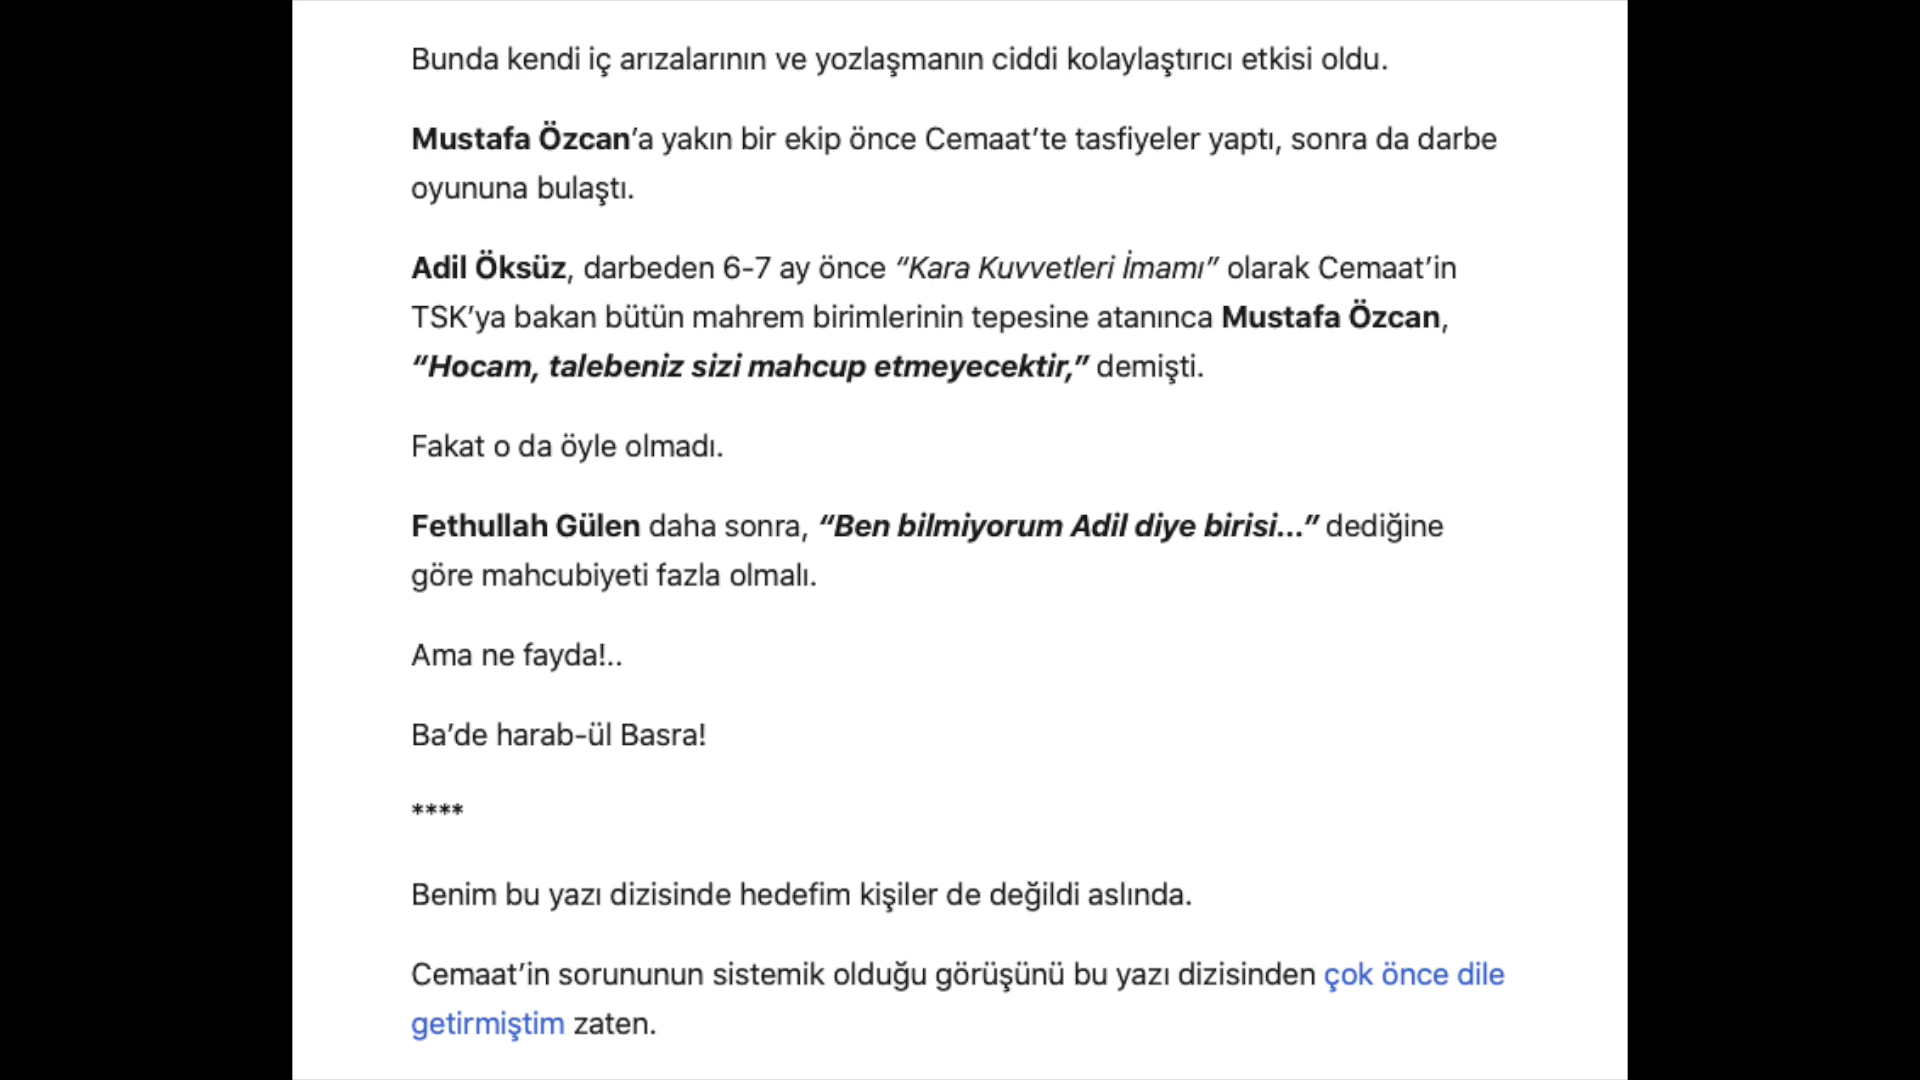 Bunda kendi iç arızalarının ve yozlaşmanın ciddi kolaylaştırıcı etkisi oldu.
Mustafa Özcan’a yakın bir ekip önce Cemaat’te tasfiyeler yaptı, sonra da darbe
oyununa bulaştı.
Adil Öksüz, darbeden 6-7 ay önce “Kara Kuvvetleri İmamı” olarak Cemaat’in
TSK’ya bakan bütün mahrem birimlerinin tepesine atanınca Mustafa Özcan,
“Hocam, talebeniz sizi mahcup etmeyecektir,” demişti.
Fakat o da öyle olmadı.
Fethullah Gülen daha sonra, “Ben bilmiyorum Adil diye birisi...” dediğine
göre mahcubiyeti fazla olmalı.
Ama ne fayda!..
Ba’de harab-ül Basra!
****
Benim bu yazı dizisinde hedefim kişiler de değildi aslında.
Cemaat’in sorununun sistemik olduğu görüşünü bu yazı dizisinden çok önce dile
getirmiştim zaten.